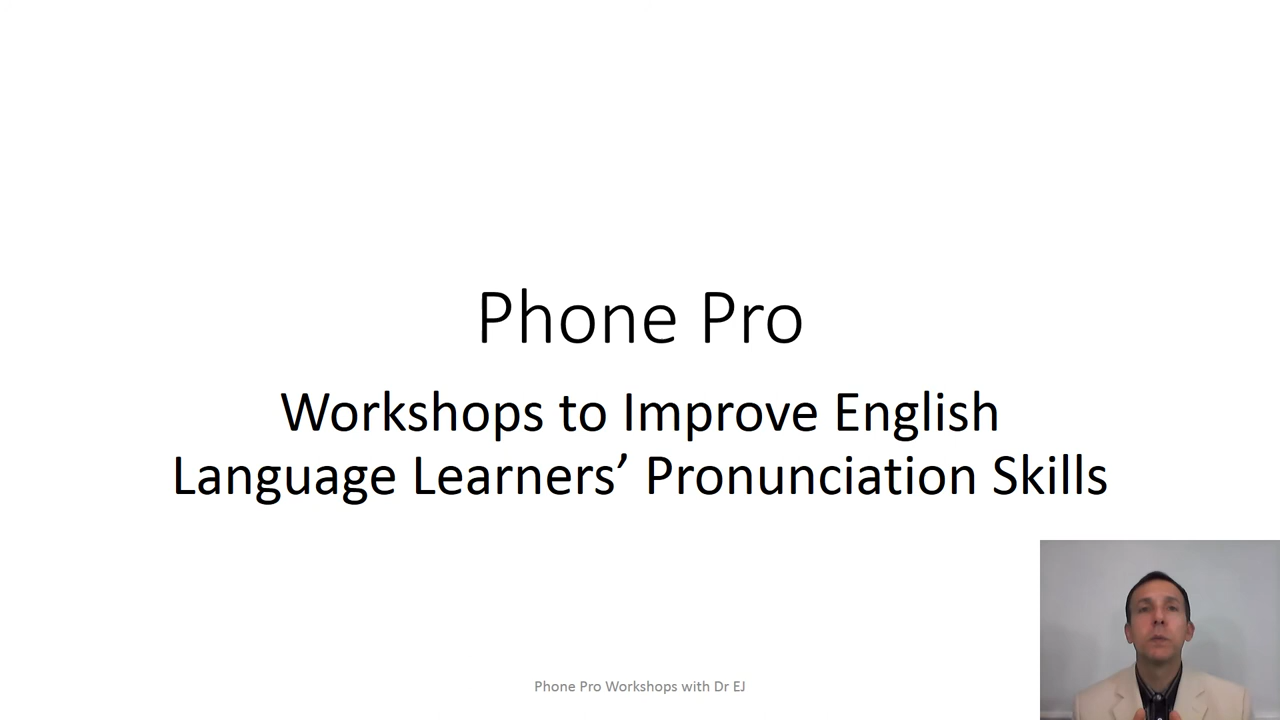 Phone Pro
Workshops to Improve English
Language Learners’ Pronunciation Skills
Phone Pro Workshops with Dr EJ